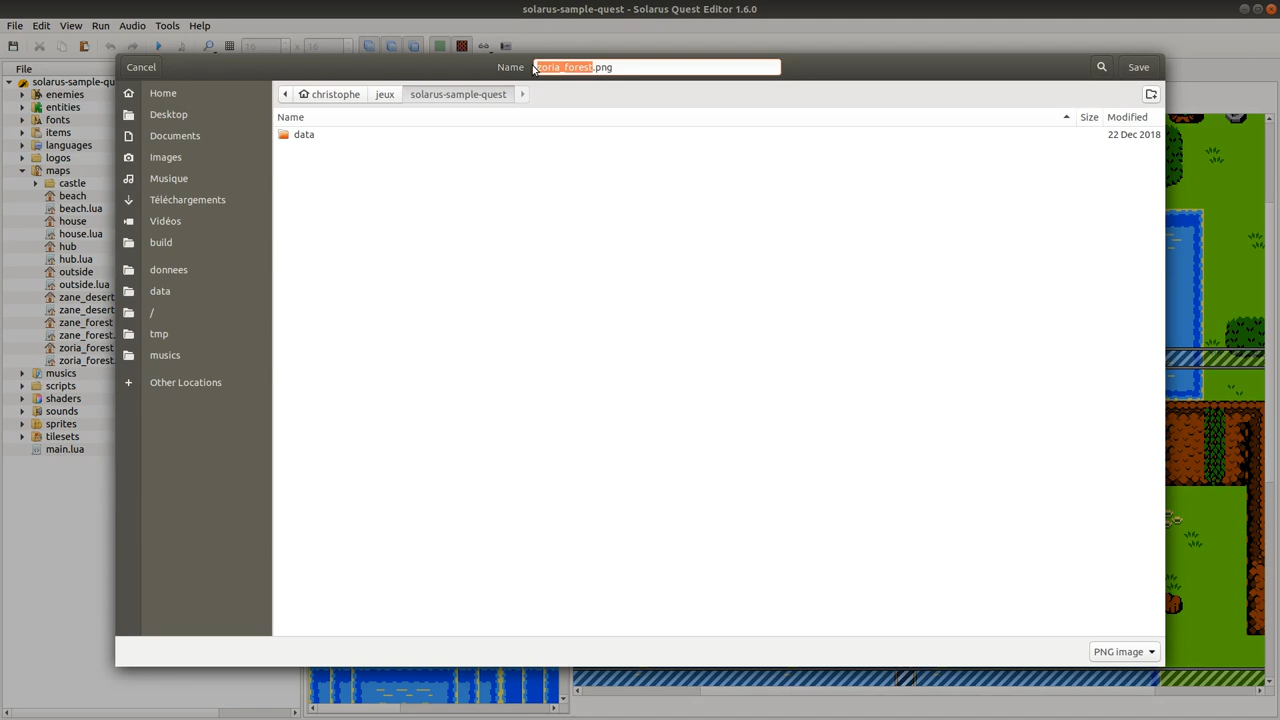 solarus-sample-quest - Solarus Quest Editor 1.6.0
File Edit View Run Audio Tools Help
16 x 16
File
solarus-sample-qu
enemies
entities
fonts
items
languages
logos
maps
castle
beach
beach.lua
house
house.lua
hub
hub.lua
outside
outside.lua
zane_desert
zane_desert
zane_forest
zane_forest.
zoria_forest
zoria_forest.
musics
scripts
shaders
sounds
sprites
tilesets
main.lua
Cancel Name zoria_forest.png Save
Home
Desktop
Documents
Images
Musique
Téléchargements
Vidéos
build
donnees
data
/
tmp
musics
+ Other Locations
christophe jeux solarus-sample-quest
Name Size Modified
data 22 Dec 2018
PNG image